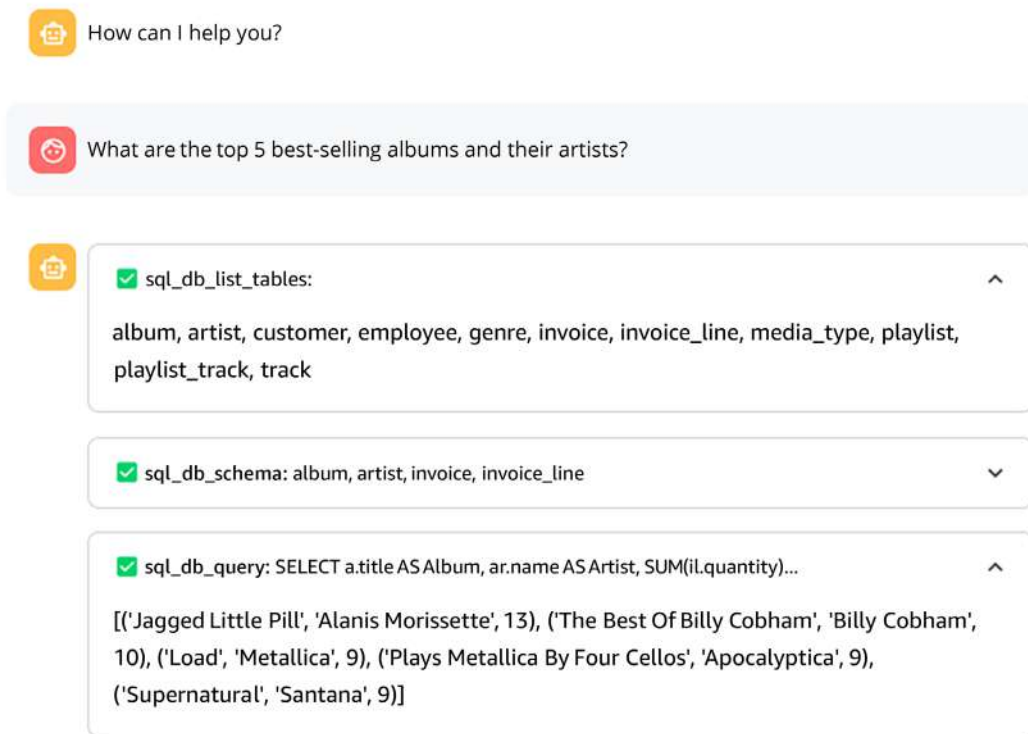 How can I help you?
What are the top 5 best-selling albums and their artists?
sql_db_list_tables:
album, artist, customer, employee, genre, invoice, invoice_line, media_type, playlist,
playlist_track, track
sql_db_schema: album, artist, invoice, invoice_line
sql_db_query: SELECT a.title AS Album, ar.name AS Artist, SUM(il.quantity)...
[('Jagged Little Pill', 'Alanis Morissette', 13), ('The Best Of Billy Cobham', 'Billy Cobham',
10), ('Load', 'Metallica', 9), ('Plays Metallica By Four Cellos', 'Apocalyptica', 9),
('Supernatural', 'Santana', 9)]